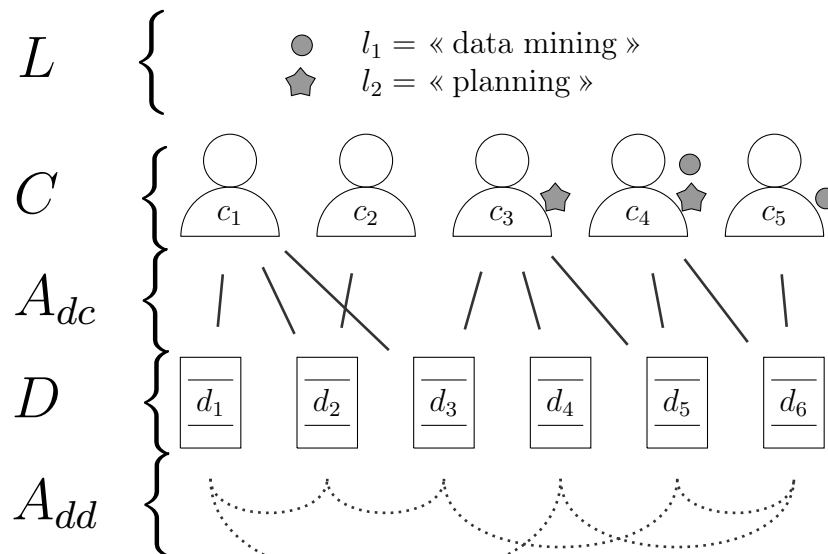 L
l₁ = « data mining »
l₂ = « planning »
C
c₁ c₂ c₃ c₄ c₅
A_dc
D
d₁ d₂ d₃ d₄ d₅ d₆
A_dd